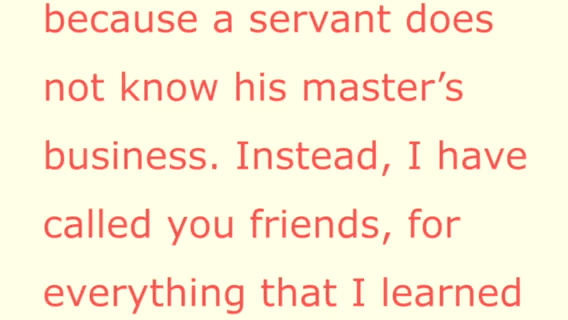 because a servant does
not know his master’s
business. Instead, I have
called you friends, for
everything that I learned